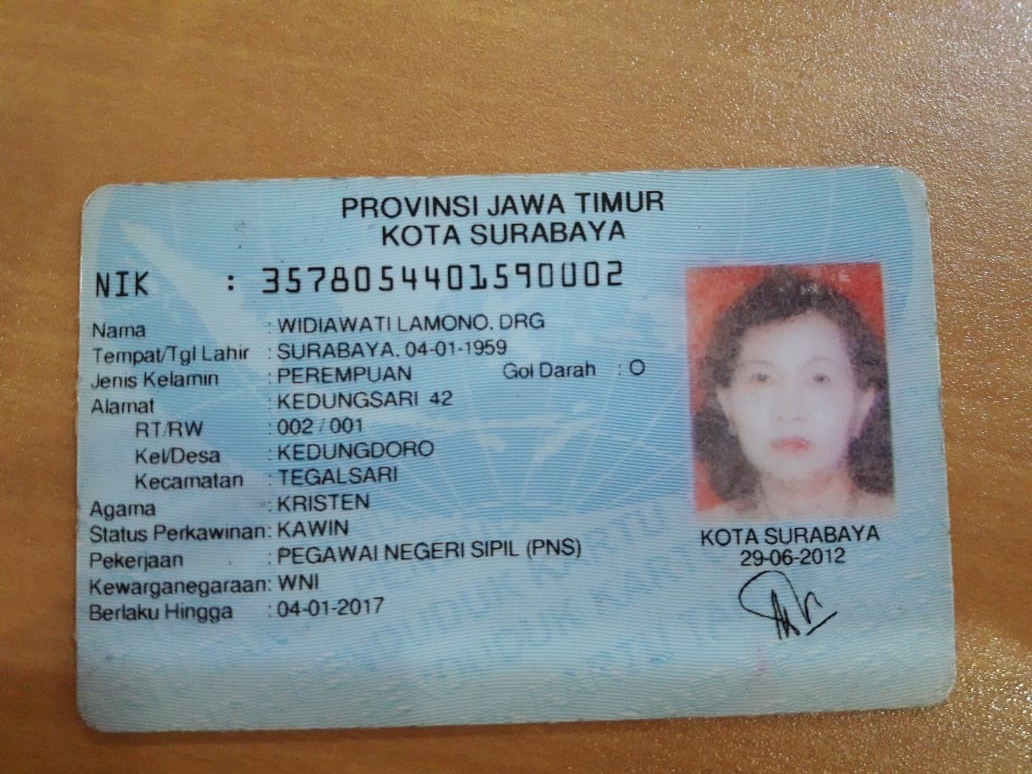 PROVINSI JAWA TIMUR
KOTA SURABAYA
NIK : 3578054401590002
Nama : WIDIAWATI LAMONO. DRG
Tempat/Tgl Lahir : SURABAYA. 04-01-1959
Jenis Kelamin : PEREMPUAN Gol Darah : O
Alamat : KEDUNGSARI 42
RT/RW : 002 / 001
Kel/Desa : KEDUNGDORO
Kecamatan : TEGALSARI
Agama : KRISTEN
Status Perkawinan : KAWIN
Pekerjaan : PEGAWAI NEGERI SIPIL (PNS)
Kewarganegaraan : WNI
Berlaku Hingga : 04-01-2017
KOTA SURABAYA
29-06-2012